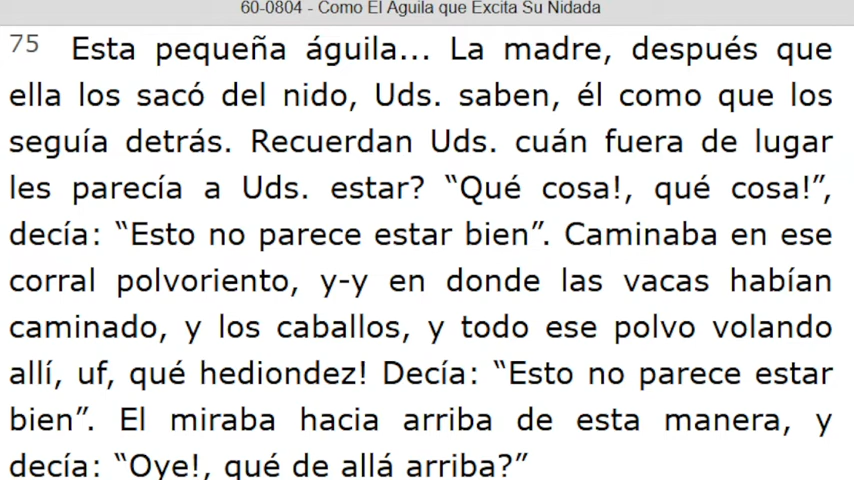 60-0804 - Como El Aguila que Excita Su Nidada
75 Esta pequeña águila... La madre, después que
ella los sacó del nido, Uds. saben, él como que los
seguía detrás. Recuerdan Uds. cuán fuera de lugar
les parecía a Uds. estar? “Qué cosa!, qué cosa!”,
decía: “Esto no parece estar bien”. Caminaba en ese
corral polvoriento, y-y en donde las vacas habían
caminado, y los caballos, y todo ese polvo volando
allí, uf, qué hediondez! Decía: “Esto no parece estar
bien”. El miraba hacia arriba de esta manera, y
decía: “Oye!, qué de allá arriba?”